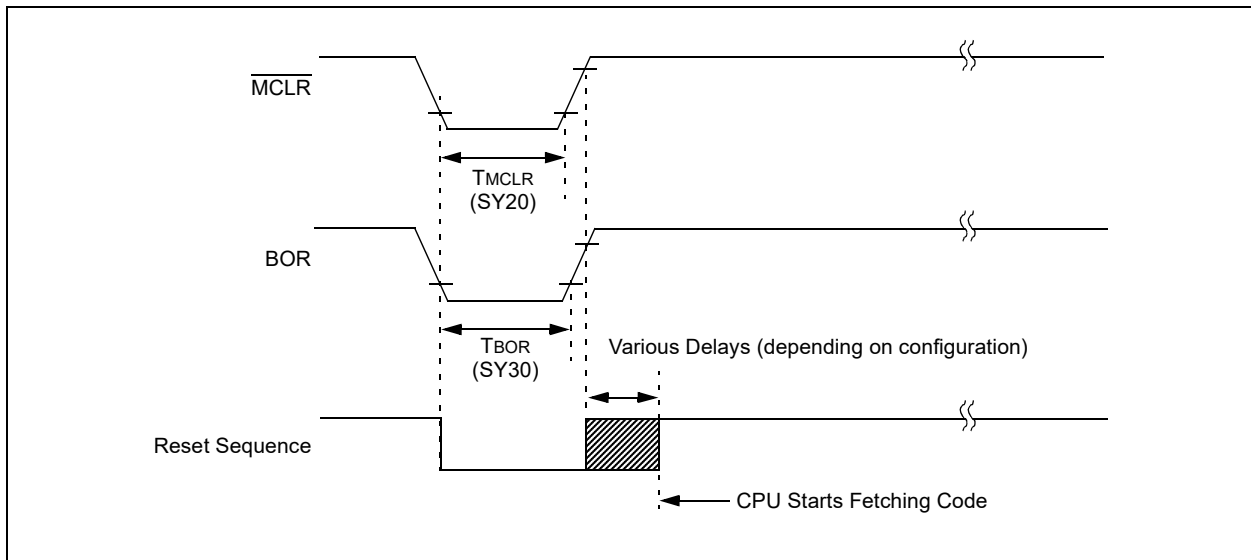 MCLR
TMCLR
(SY20)
BOR
TBOR
(SY30)
Various Delays (depending on configuration)
Reset Sequence
CPU Starts Fetching Code